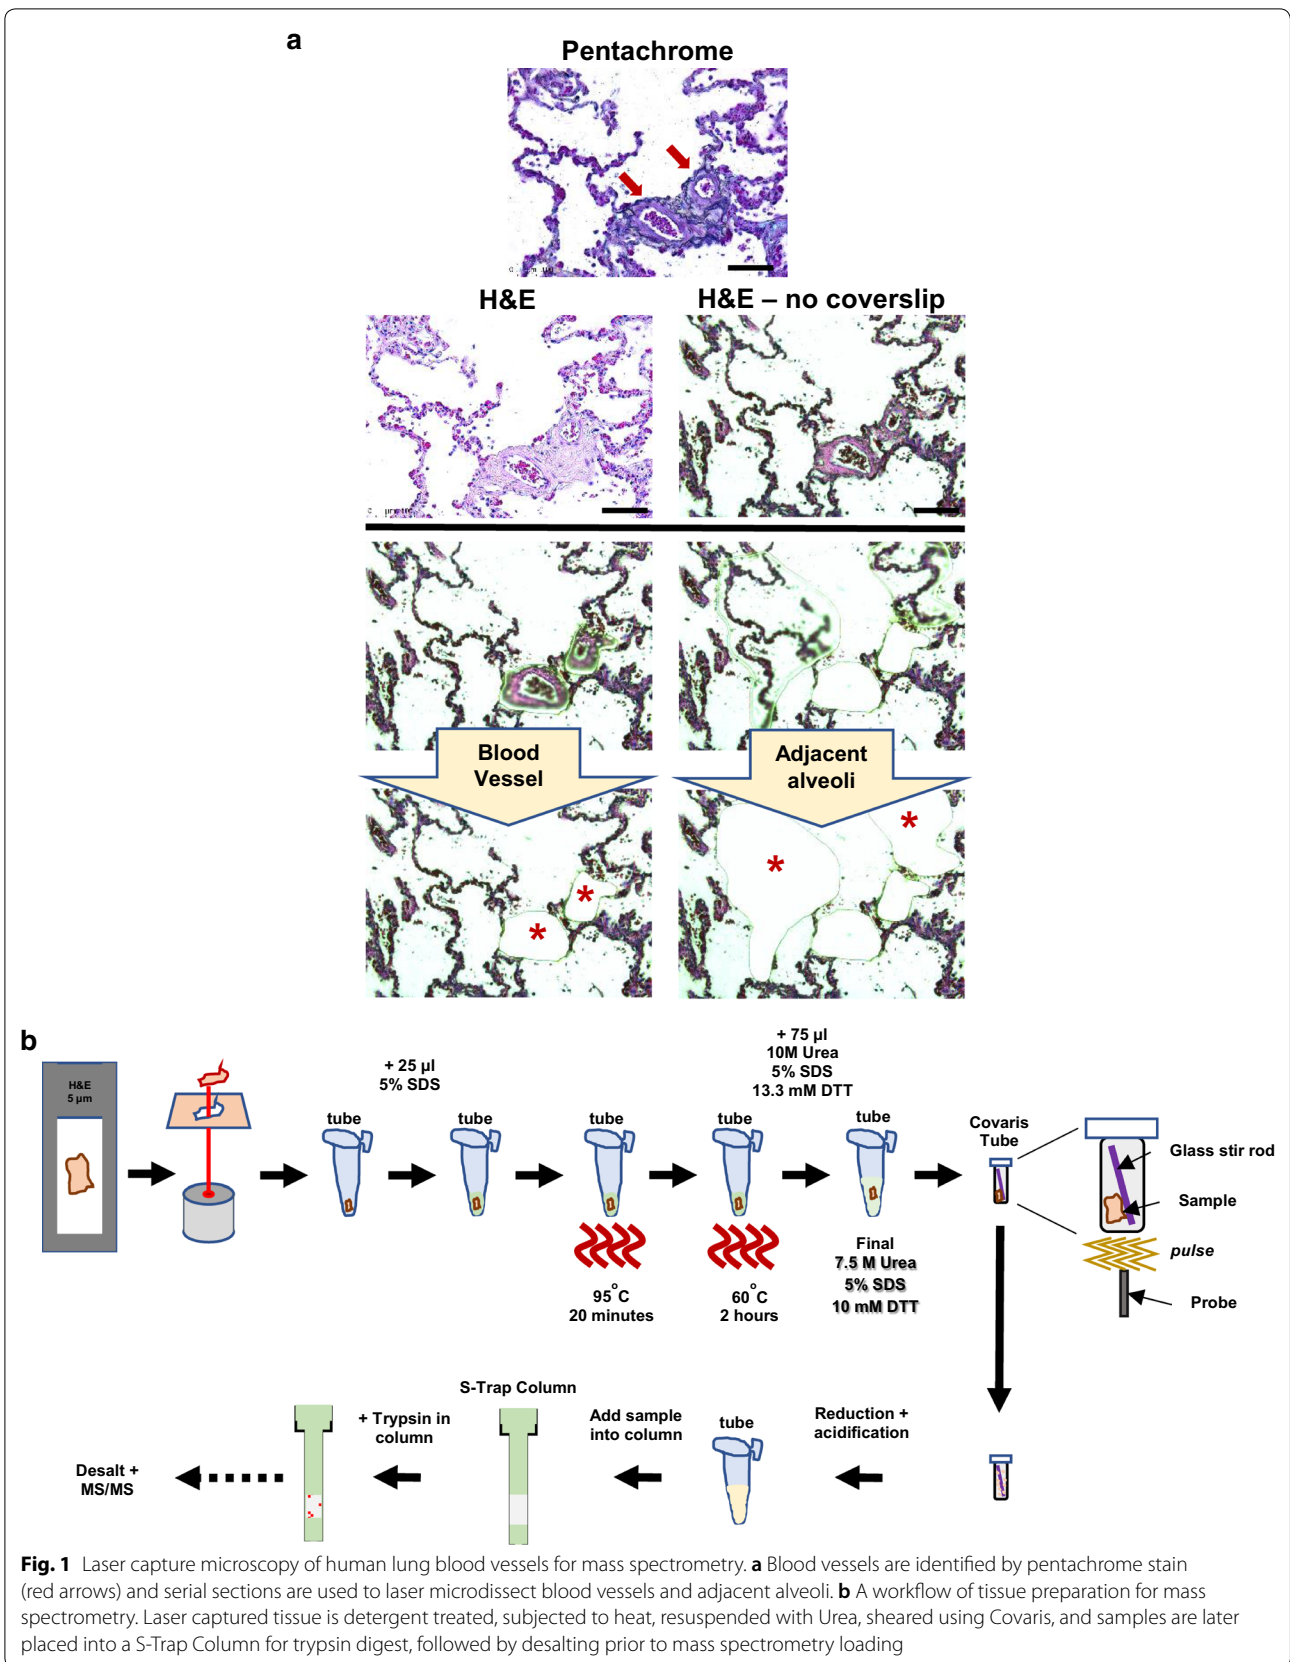 a
Pentachrome
H&E
H&E – no coverslip
Blood
Vessel
Adjacent
alveoli
*
*
*
*
b
H&E
5 µm
+ 25 µl
5% SDS
+ 75 µl
10M Urea
5% SDS
13.3 mM DTT
tube
tube
tube
tube
tube
Covaris
Tube
Glass stir rod
Sample
pulse
Probe
95°C
20 minutes
60°C
2 hours
Final
7.5 M Urea
5% SDS
10 mM DTT
Reduction +
acidification
tube
Add sample
into column
S-Trap Column
+ Trypsin in
column
Desalt +
MS/MS
Fig. 1 Laser capture microscopy of human lung blood vessels for mass spectrometry. a Blood vessels are identified by pentachrome stain
(red arrows) and serial sections are used to laser microdissect blood vessels and adjacent alveoli. b A workflow of tissue preparation for mass
spectrometry. Laser captured tissue is detergent treated, subjected to heat, resuspended with Urea, sheared using Covaris, and samples are later
placed into a S-Trap Column for trypsin digest, followed by desalting prior to mass spectrometry loading